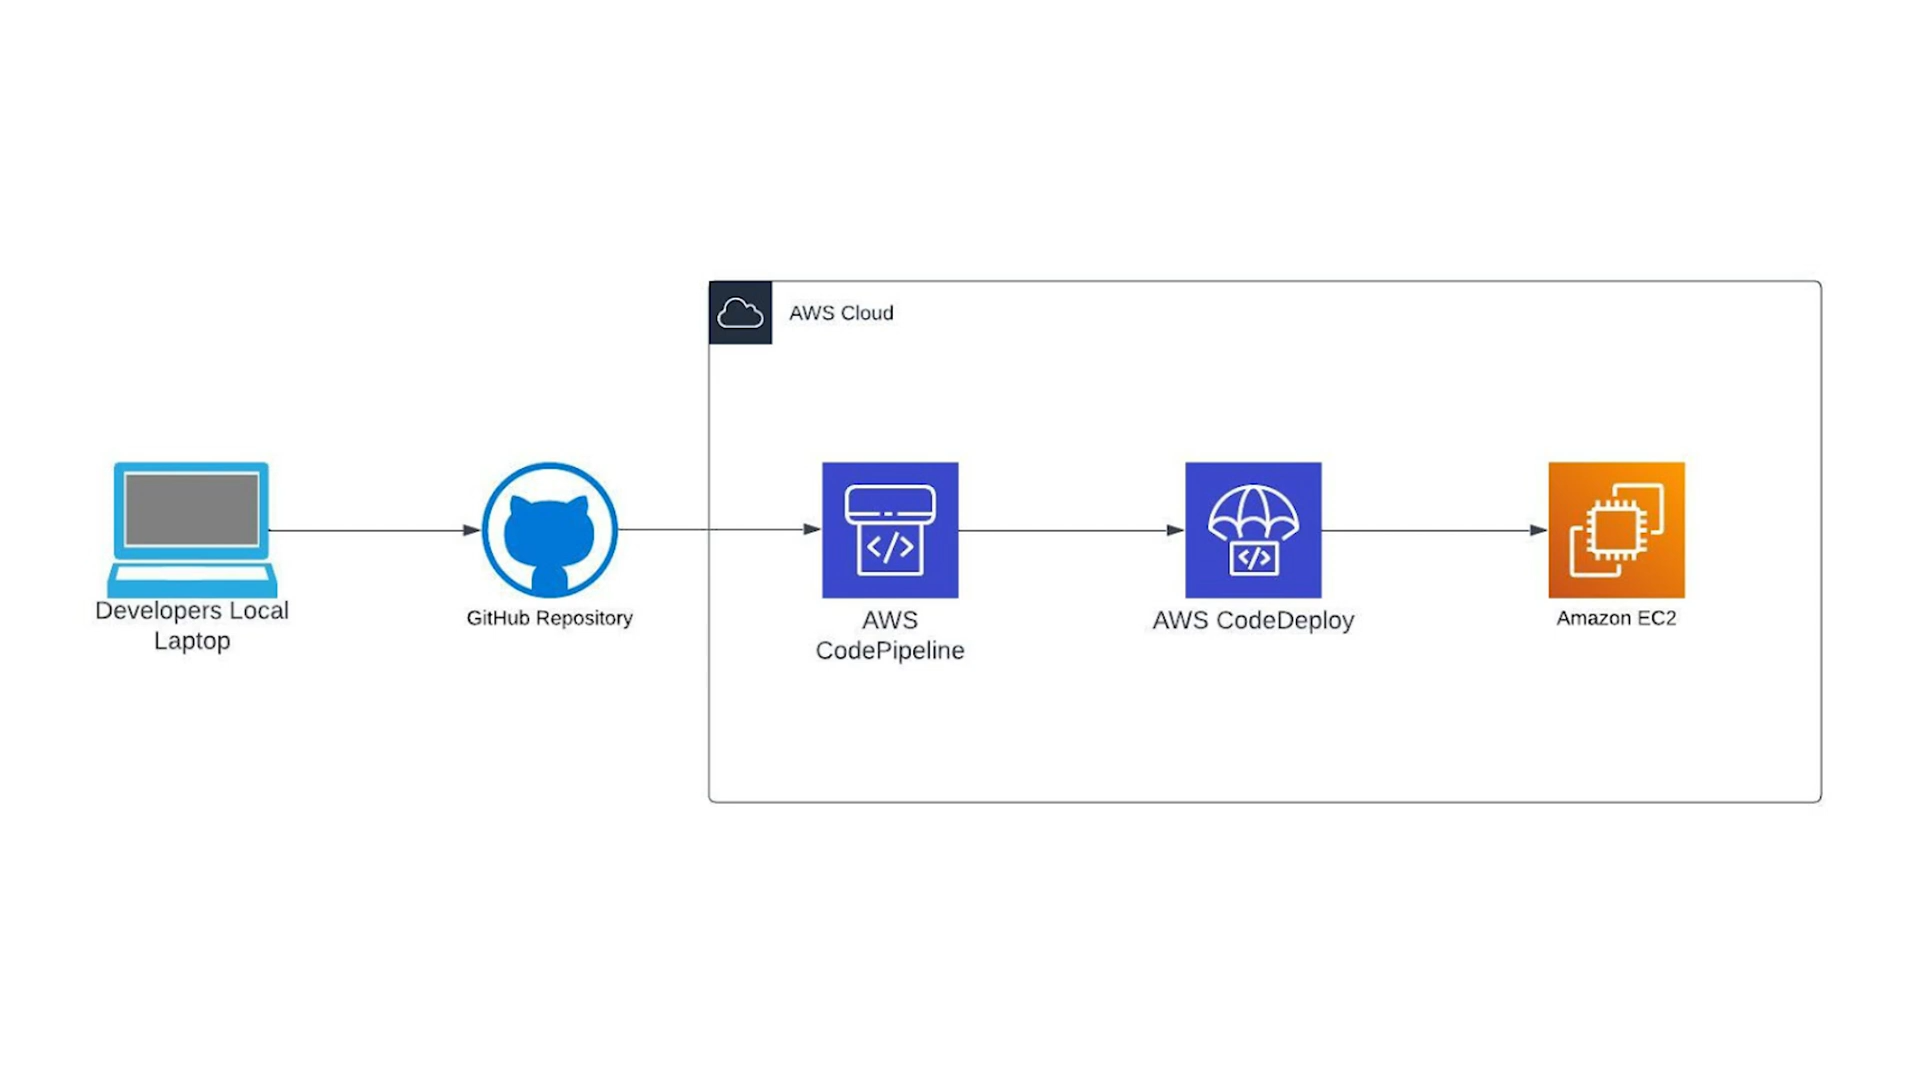 AWS Cloud
Developers Local
Laptop
GitHub Repository
AWS
CodePipeline
AWS CodeDeploy
Amazon EC2